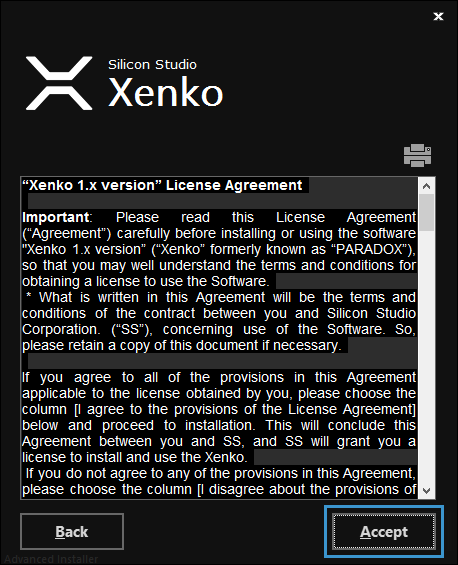 Silicon Studio
Xenko
“Xenko 1.x version” License Agreement
Important: Please read this License Agreement
(“Agreement”) carefully before installing or using the software
"Xenko 1.x version” (“Xenko” formerly known as “PARADOX”),
so that you may well understand the terms and conditions for
obtaining a license to use the Software.
* What is written in this Agreement will be the terms and
conditions of the contract between you and Silicon Studio
Corporation. (“SS”), concerning use of the Software. So,
please retain a copy of this document if necessary.
If you agree to all of the provisions in this Agreement
applicable to the license obtained by you, please choose the
column [I agree to the provisions of the License Agreement]
below and proceed to installation. This will conclude this
Agreement between you and SS, and SS will grant you a
license to install and use the Xenko.
If you do not agree to any of the provisions in this Agreement,
please choose the column [I disagree about the provisions of
Back
Accept
Advanced Installer